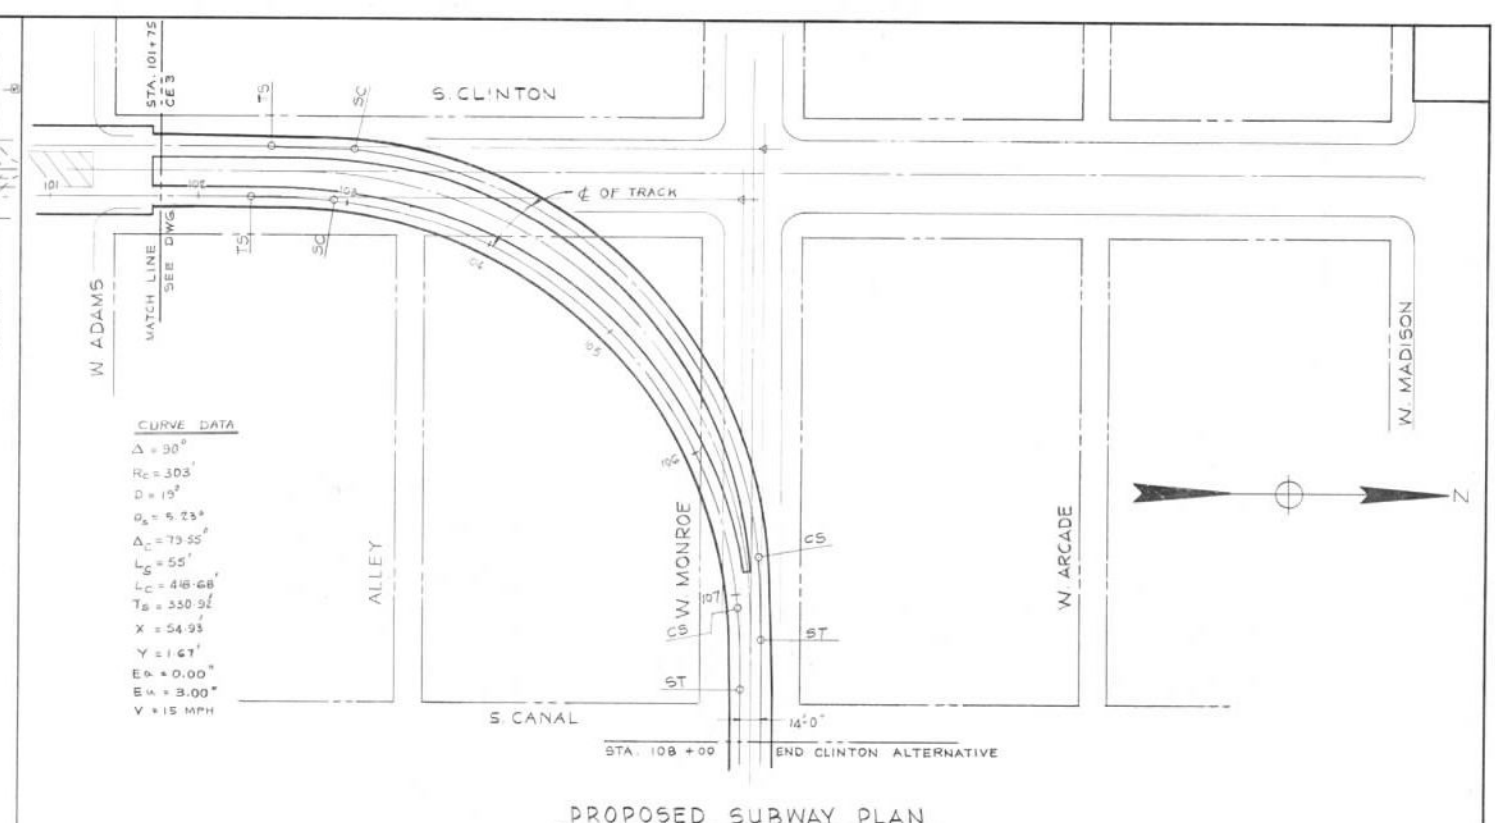 STA. 101+75
CE3
TS
SC
S. CLINTON
101
102
103
℄ OF TRACK
TS
SC
MATCH LINE
SEE DWG.
W ADAMS
104
105
106
W. MADISON
CURVE DATA
Δ = 90°
Rc = 303'
D = 19°
θs = 5.23°
Δc = 79.55°
Ls = 55'
Lc = 418.68'
Ts = 330.92'
X = 54.93'
Y = 1.67'
Ea = 0.00"
Eu = 3.00"
V = 15 MPH
ALLEY
W. MONROE
W. ARCADE
N
CS
107
CS
ST
ST
S. CANAL
14'-0"
STA. 108 +00
END CLINTON ALTERNATIVE
PROPOSED SUBWAY PLAN